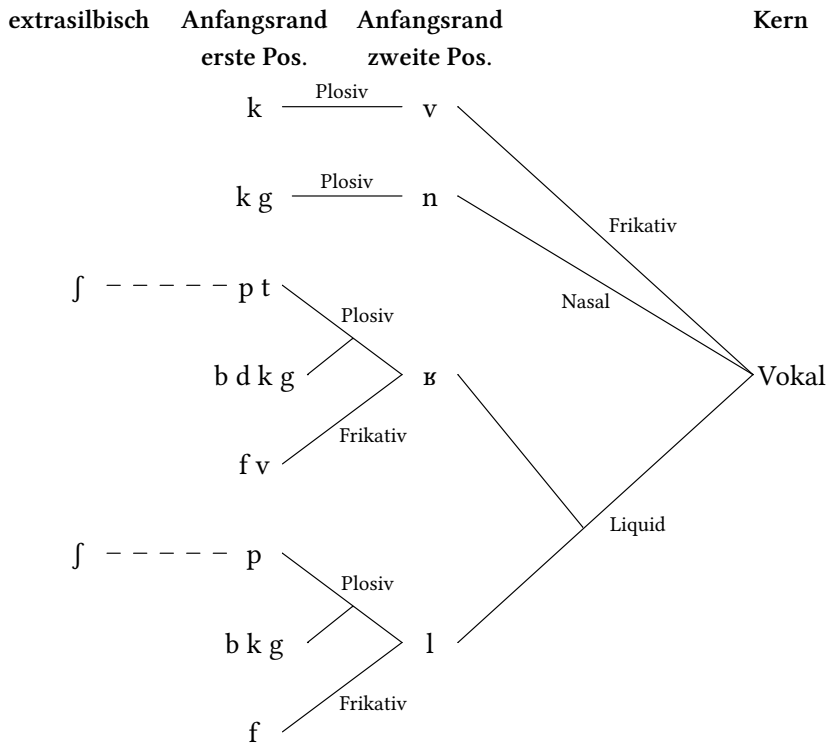 extrasilbisch Anfangsrand Anfangsrand Kern
erste Pos. zweite Pos.
k Plosiv v
k g Plosiv n
Frikativ
ʃ p t Nasal
Plosiv
b d k g ʁ Vokal
Frikativ
f v
Liquid
ʃ p
Plosiv
b k g l
Frikativ
f